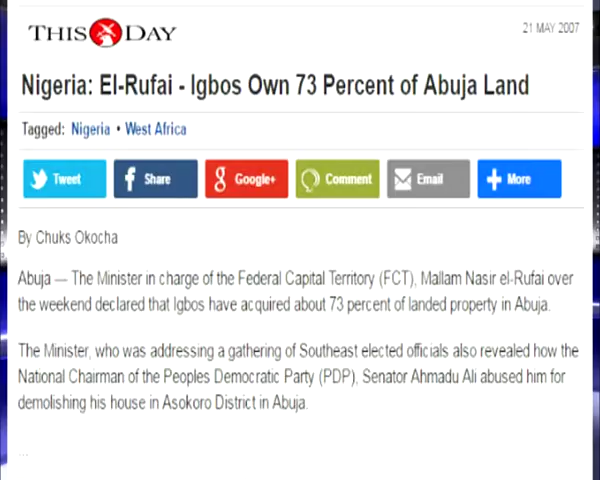 THIS DAY
21 MAY 2007
Nigeria: El-Rufai - Igbos Own 73 Percent of Abuja Land
Tagged: Nigeria • West Africa
Tweet Share Google+ Comment Email More
By Chuks Okocha
Abuja — The Minister in charge of the Federal Capital Territory (FCT), Mallam Nasir el-Rufai over
the weekend declared that Igbos have acquired about 73 percent of landed property in Abuja.
The Minister, who was addressing a gathering of Southeast elected officials also revealed how the
National Chairman of the Peoples Democratic Party (PDP), Senator Ahmadu Ali abused him for
demolishing his house in Asokoro District in Abuja.
...